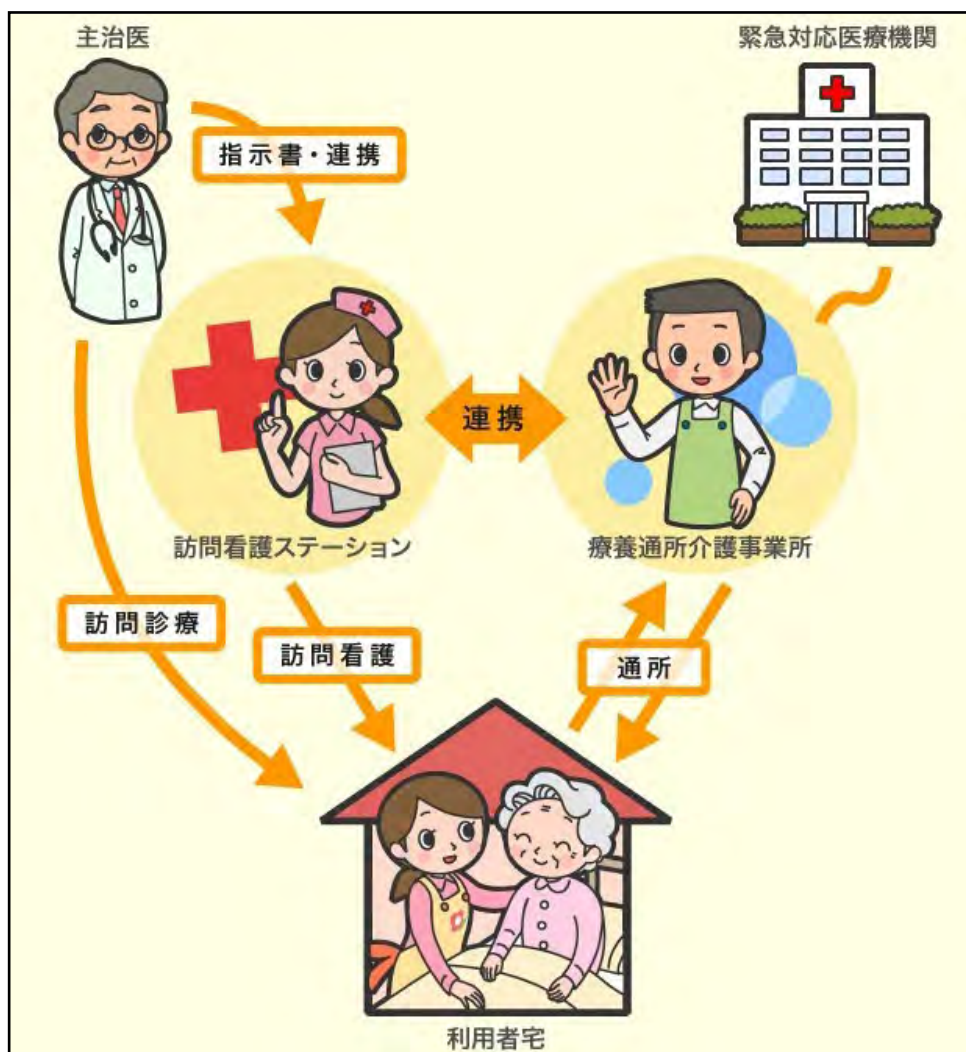 主治医
緊急対応医療機関
指示書・連携
連携
訪問看護ステーション
療養通所介護事業所
訪問診療
訪問看護
通所
利用者宅